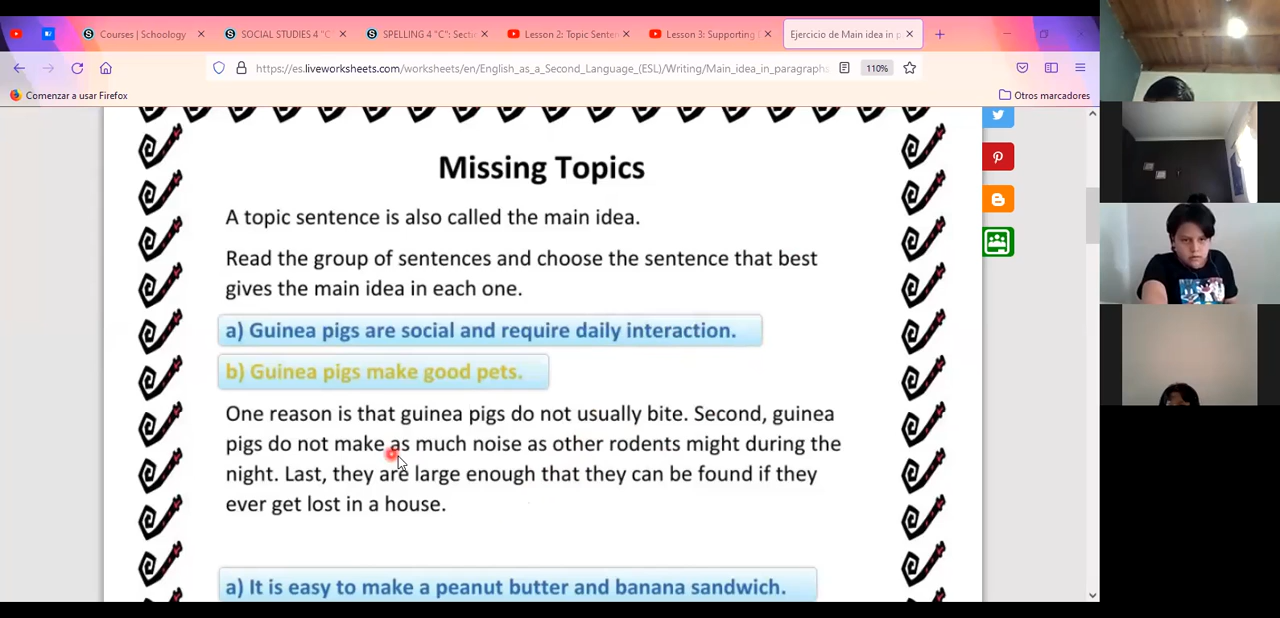 Courses | Schoology
SOCIAL STUDIES 4 "C"
SPELLING 4 "C": Secti
Lesson 2: Topic Senten
Lesson 3: Supporting
Ejercicio de Main idea in p
https://es.liveworksheets.com/worksheets/en/English_as_a_Second_Language_(ESL)/Writing/Main_idea_in_paragraphs
110%
Comenzar a usar Firefox
Otros marcadores
Missing Topics
A topic sentence is also called the main idea.
Read the group of sentences and choose the sentence that best
gives the main idea in each one.
a) Guinea pigs are social and require daily interaction.
b) Guinea pigs make good pets.
One reason is that guinea pigs do not usually bite. Second, guinea
pigs do not make as much noise as other rodents might during the
night. Last, they are large enough that they can be found if they
ever get lost in a house.
a) It is easy to make a peanut butter and banana sandwich.